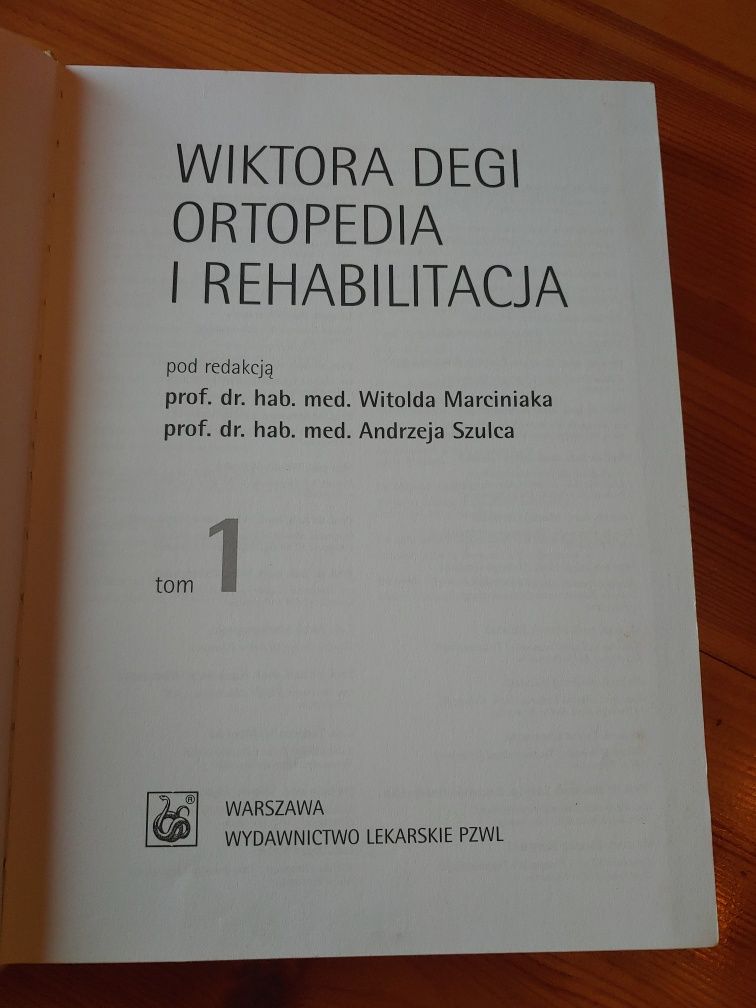 WIKTORA DEGI
ORTOPEDIA
I REHABILITACJA
pod redakcją
prof. dr. hab. med. Witolda Marciniaka
prof. dr. hab. med. Andrzeja Szulca
tom 1
®
WARSZAWA
WYDAWNICTWO LEKARSKIE PZWL